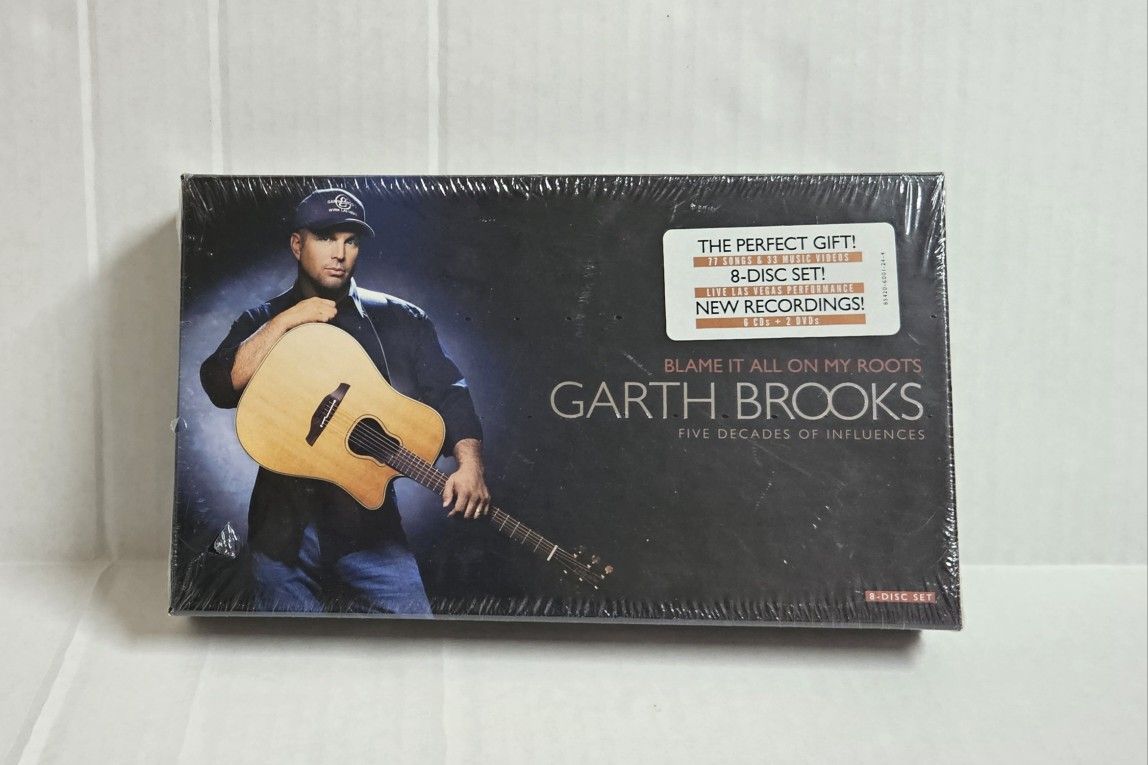 THE PERFECT GIFT!
77 SONGS & 33 MUSIC VIDEOS
8-DISC SET!
LIVE LAS VEGAS PERFORMANCE
NEW RECORDINGS!
6 CDs + 2 DVDs
BLAME IT ALL ON MY ROOTS
GARTH BROOKS
FIVE DECADES OF INFLUENCES
8-DISC SET